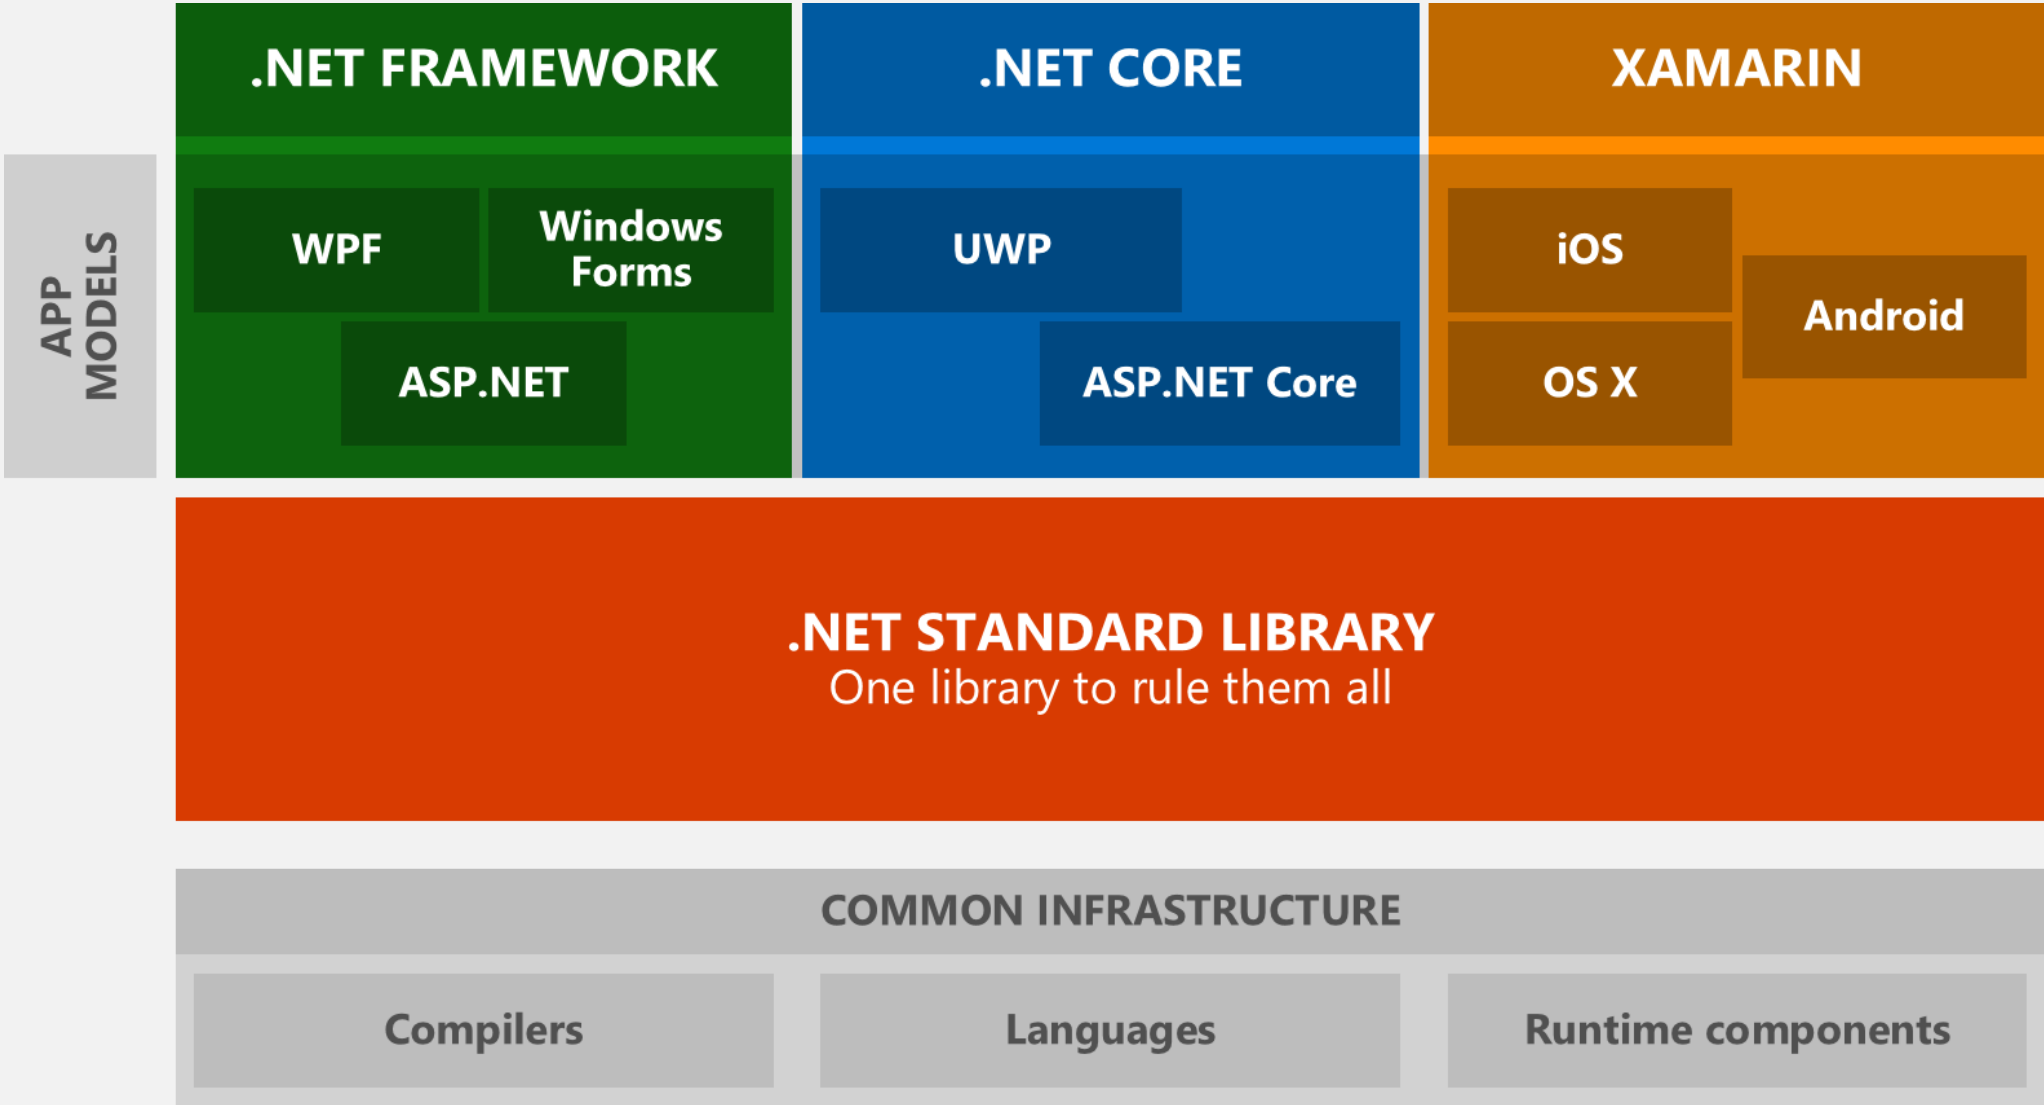 .NET FRAMEWORK
.NET CORE
XAMARIN
APP
MODELS
WPF
Windows
Forms
ASP.NET
UWP
ASP.NET Core
iOS
Android
OS X
.NET STANDARD LIBRARY
One library to rule them all
COMMON INFRASTRUCTURE
Compilers
Languages
Runtime components